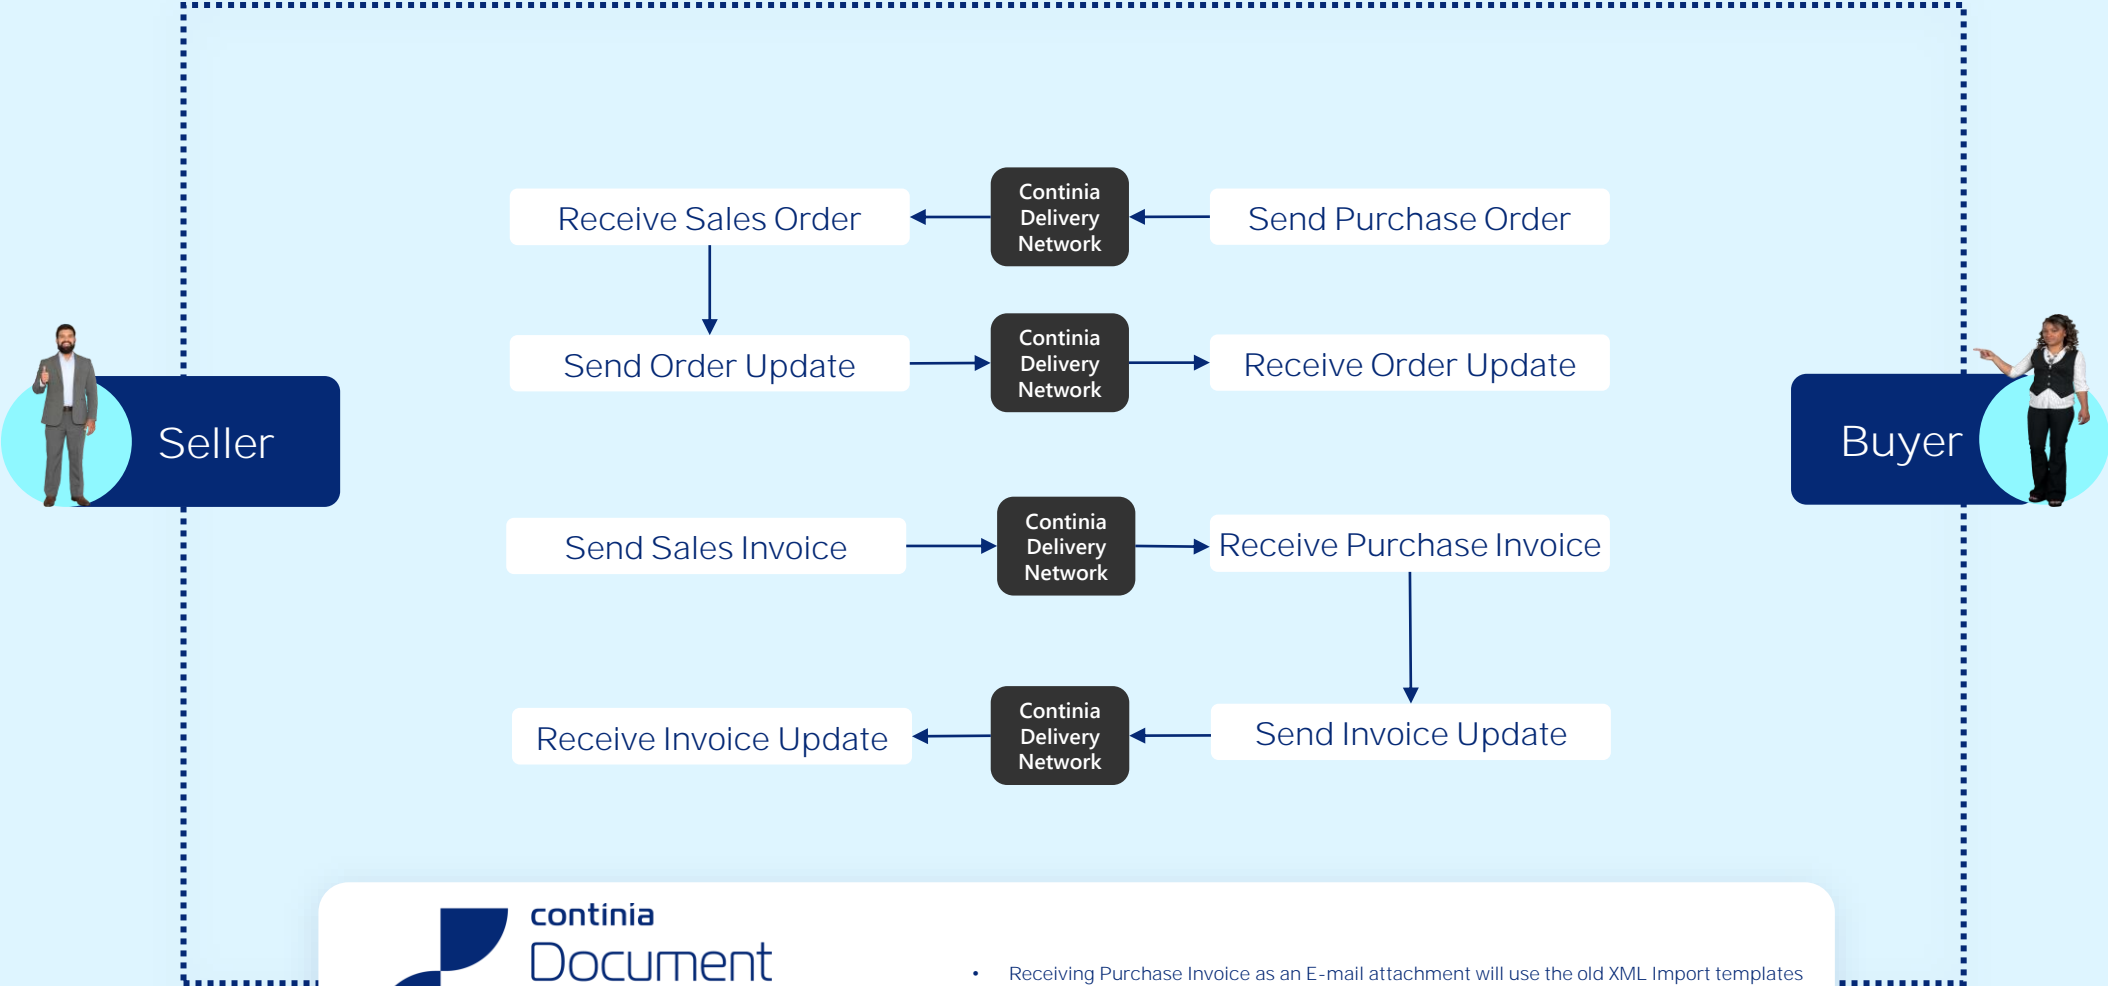 Receive Sales Order
Continia
Delivery
Network
Send Purchase Order
Send Order Update
Continia
Delivery
Network
Receive Order Update
Seller
Buyer
Send Sales Invoice
Continia
Delivery
Network
Receive Purchase Invoice
Receive Invoice Update
Continia
Delivery
Network
Send Invoice Update
continia
Document
• Receiving Purchase Invoice as an E-mail attachment will use the old XML Import templates